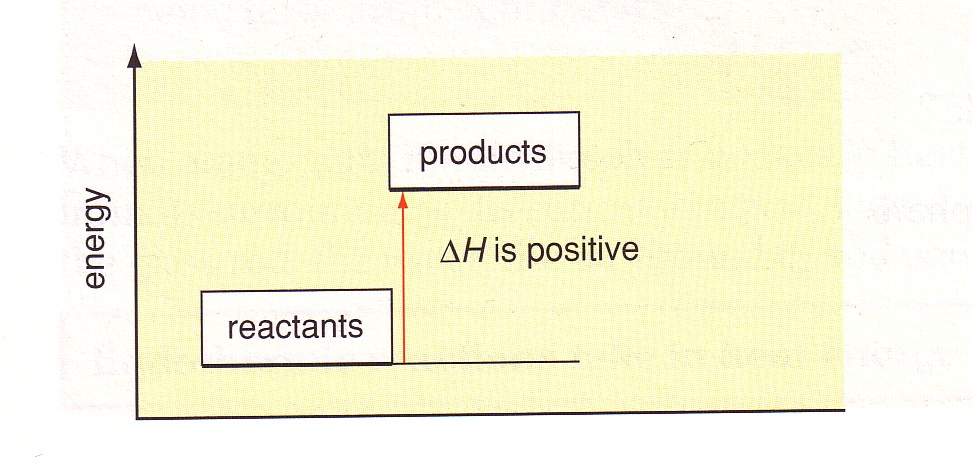 products
energy
ΔH is positive
reactants